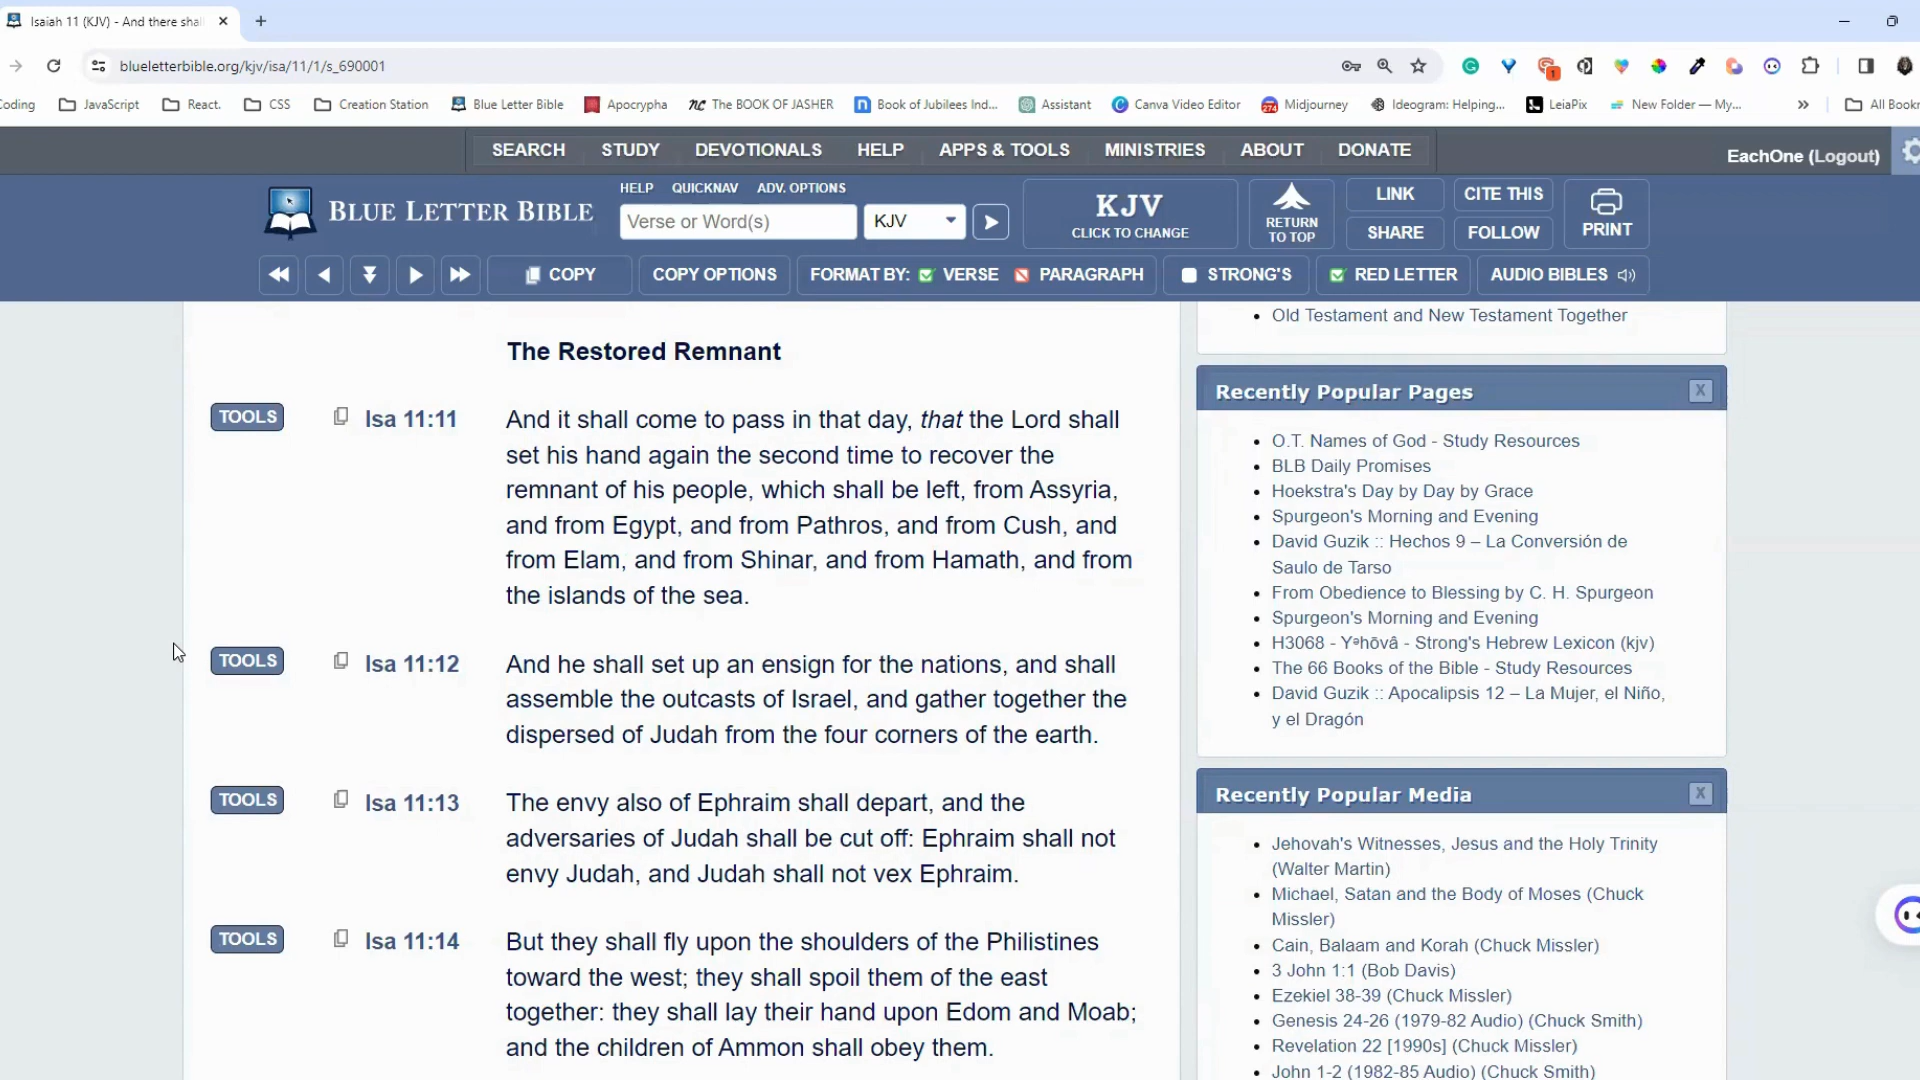 Isaiah 11 (KJV) - And there shal
blueletterbible.org/kjv/isa/11/1/s_690001
1
oding JavaScript React. CSS Creation Station Blue Letter Bible Apocrypha The BOOK OF JASHER Book of Jubilees Ind... Assistant Canva Video Editor 274 Midjourney Ideogram: Helping... LeiaPix New Folder — My... » All Bookn
SEARCH STUDY DEVOTIONALS HELP APPS & TOOLS MINISTRIES ABOUT DONATE
EachOne (Logout)
HELP QUICKNAV ADV. OPTIONS
BLUE LETTER BIBLE
Verse or Word(s) KJV
KJV
CLICK TO CHANGE
RETURN
TO TOP
LINK CITE THIS
SHARE FOLLOW
PRINT
COPY COPY OPTIONS FORMAT BY: VERSE PARAGRAPH STRONG'S RED LETTER AUDIO BIBLES
The Restored Remnant
TOOLS Isa 11:11 And it shall come to pass in that day, that the Lord shall
set his hand again the second time to recover the
remnant of his people, which shall be left, from Assyria,
and from Egypt, and from Pathros, and from Cush, and
from Elam, and from Shinar, and from Hamath, and from
the islands of the sea.
TOOLS Isa 11:12 And he shall set up an ensign for the nations, and shall
assemble the outcasts of Israel, and gather together the
dispersed of Judah from the four corners of the earth.
TOOLS Isa 11:13 The envy also of Ephraim shall depart, and the
adversaries of Judah shall be cut off: Ephraim shall not
envy Judah, and Judah shall not vex Ephraim.
TOOLS Isa 11:14 But they shall fly upon the shoulders of the Philistines
toward the west; they shall spoil them of the east
together: they shall lay their hand upon Edom and Moab;
and the children of Ammon shall obey them.
• Old Testament and New Testament Together
Recently Popular Pages X
• O.T. Names of God - Study Resources
• BLB Daily Promises
• Hoekstra's Day by Day by Grace
• Spurgeon's Morning and Evening
• David Guzik :: Hechos 9 – La Conversión de
Saulo de Tarso
• From Obedience to Blessing by C. H. Spurgeon
• Spurgeon's Morning and Evening
• H3068 - Yᵊhōvâ - Strong's Hebrew Lexicon (kjv)
• The 66 Books of the Bible - Study Resources
• David Guzik :: Apocalipsis 12 – La Mujer, el Niño,
y el Dragón
Recently Popular Media X
• Jehovah's Witnesses, Jesus and the Holy Trinity
(Walter Martin)
• Michael, Satan and the Body of Moses (Chuck
Missler)
• Cain, Balaam and Korah (Chuck Missler)
• 3 John 1:1 (Bob Davis)
• Ezekiel 38-39 (Chuck Missler)
• Genesis 24-26 (1979-82 Audio) (Chuck Smith)
• Revelation 22 [1990s] (Chuck Missler)
• John 1-2 (1982-85 Audio) (Chuck Smith)